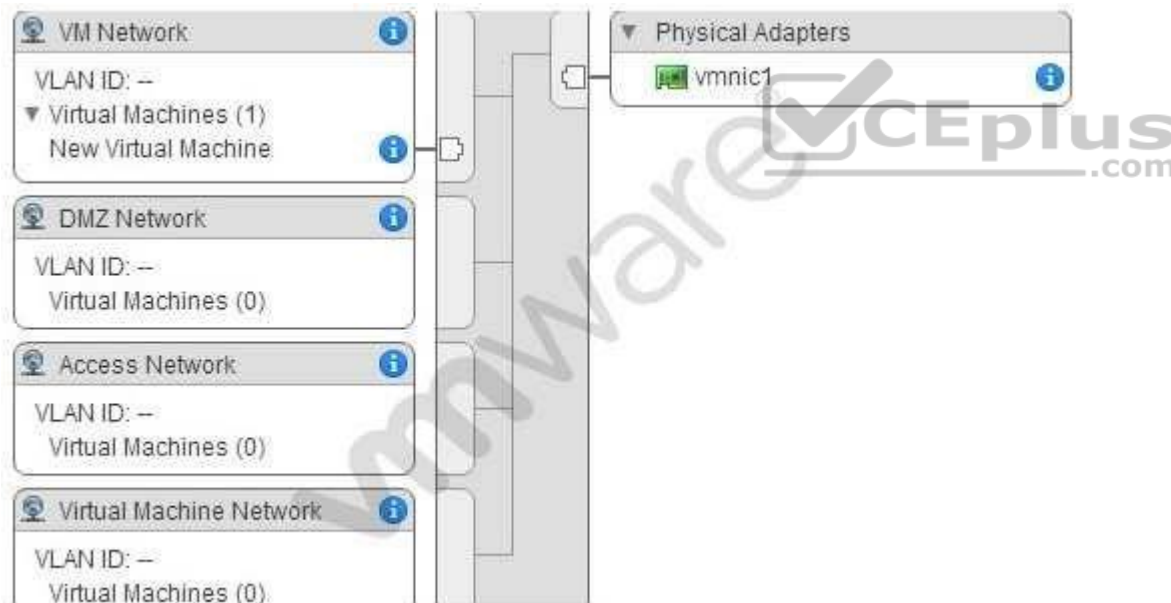 VM Network
VLAN ID: --
Virtual Machines (1)
New Virtual Machine
DMZ Network
VLAN ID: --
Virtual Machines (0)
Access Network
VLAN ID: --
Virtual Machines (0)
Virtual Machine Network
VLAN ID: --
Virtual Machines (0)
Physical Adapters
vmnic1
CEplus
.com
vmware®